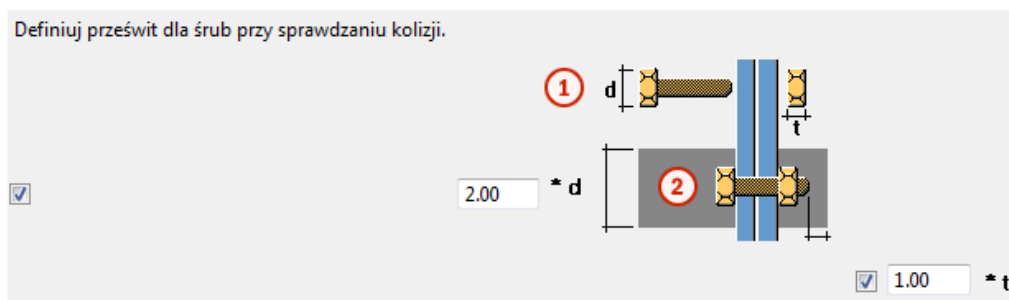 Definiuj prześwit dla śrub przy sprawdzaniu kolizji.
1 d
t
2.00 * d 2
1.00 * t